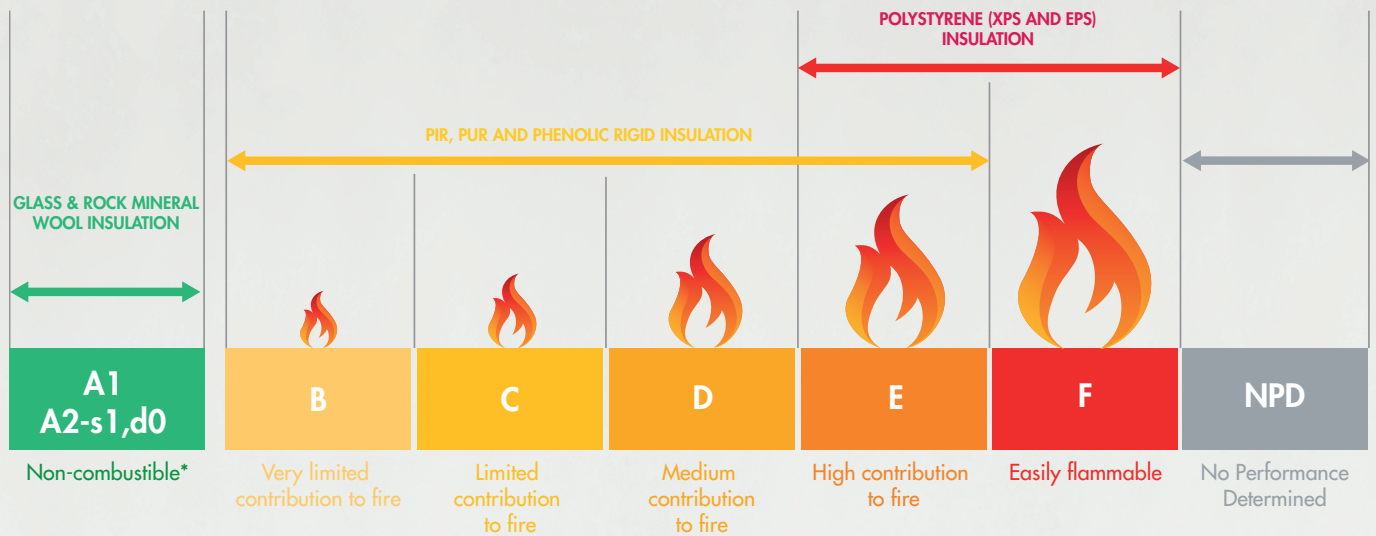 POLYSTYRENE (XPS AND EPS)
INSULATION
PIR, PUR AND PHENOLIC RIGID INSULATION
GLASS & ROCK MINERAL
WOOL INSULATION
A1
A2-s1,d0
B
C
D
E
F
NPD
Non-combustible*
Very limited
contribution to fire
Limited
contribution
to fire
Medium
contribution
to fire
High contribution
to fire
Easily flammable
No Performance
Determined